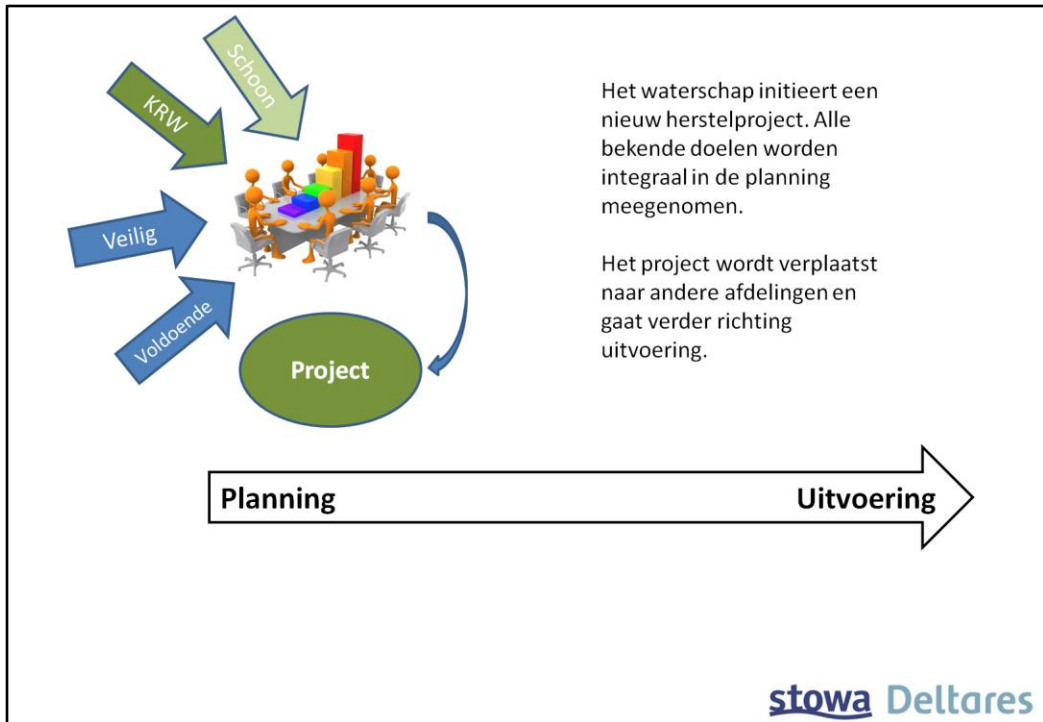 Schoon
KRW
Veilig
Voldoende
Project
Het waterschap initieert een
nieuw herstelproject. Alle
bekende doelen worden
integraal in de planning
meegenomen.
Het project wordt verplaatst
naar andere afdelingen en
gaat verder richting
uitvoering.
Planning
Uitvoering
stowa Deltares